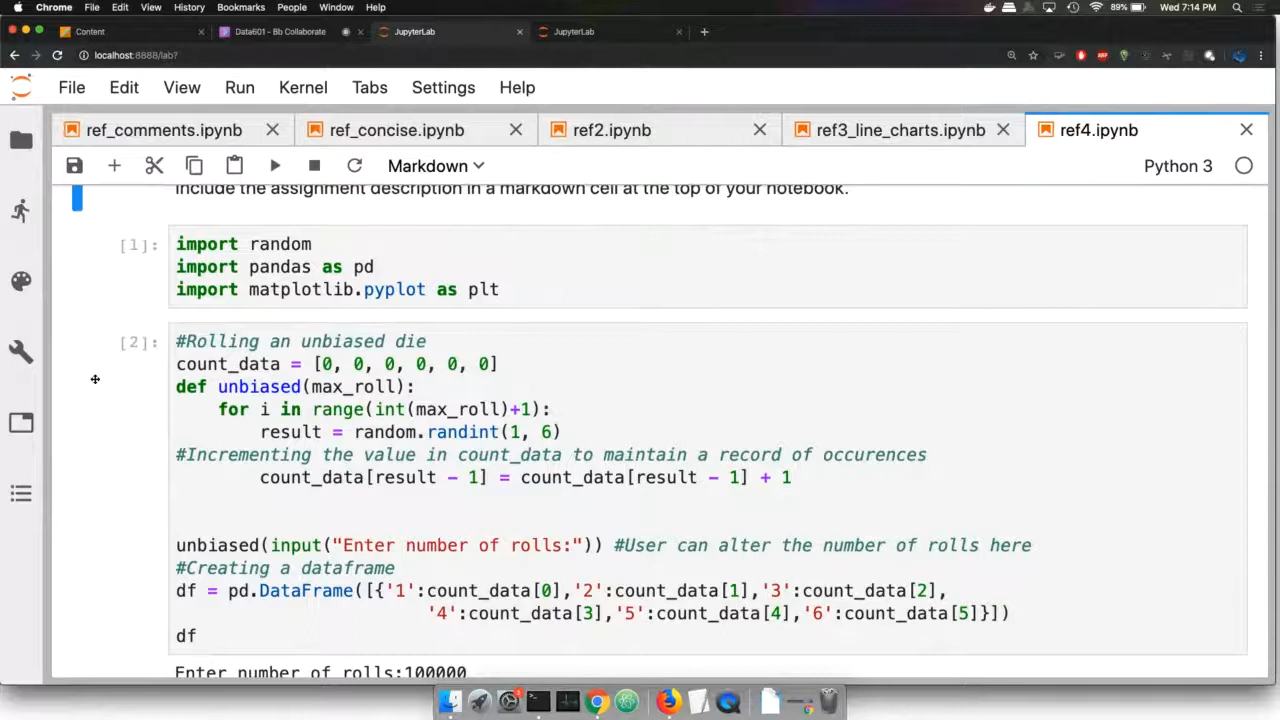 Chrome File Edit View History Bookmarks People Window Help 89% Wed 7:14 PM
Content Data601 - Bb Collaborate JupyterLab JupyterLab
localhost:8888/lab?
File Edit View Run Kernel Tabs Settings Help
ref_comments.ipynb ref_concise.ipynb ref2.ipynb ref3_line_charts.ipynb ref4.ipynb
Markdown Python 3
Include the assignment description in a markdown cell at the top of your notebook.
[1]: import random
import pandas as pd
import matplotlib.pyplot as plt
[2]: #Rolling an unbiased die
count_data = [0, 0, 0, 0, 0, 0]
def unbiased(max_roll):
for i in range(int(max_roll)+1):
result = random.randint(1, 6)
#Incrementing the value in count_data to maintain a record of occurences
count_data[result - 1] = count_data[result - 1] + 1
unbiased(input("Enter number of rolls:")) #User can alter the number of rolls here
#Creating a dataframe
df = pd.DataFrame([{'1':count_data[0],'2':count_data[1],'3':count_data[2],
'4':count_data[3],'5':count_data[4],'6':count_data[5]}])
df
Enter number of rolls:100000